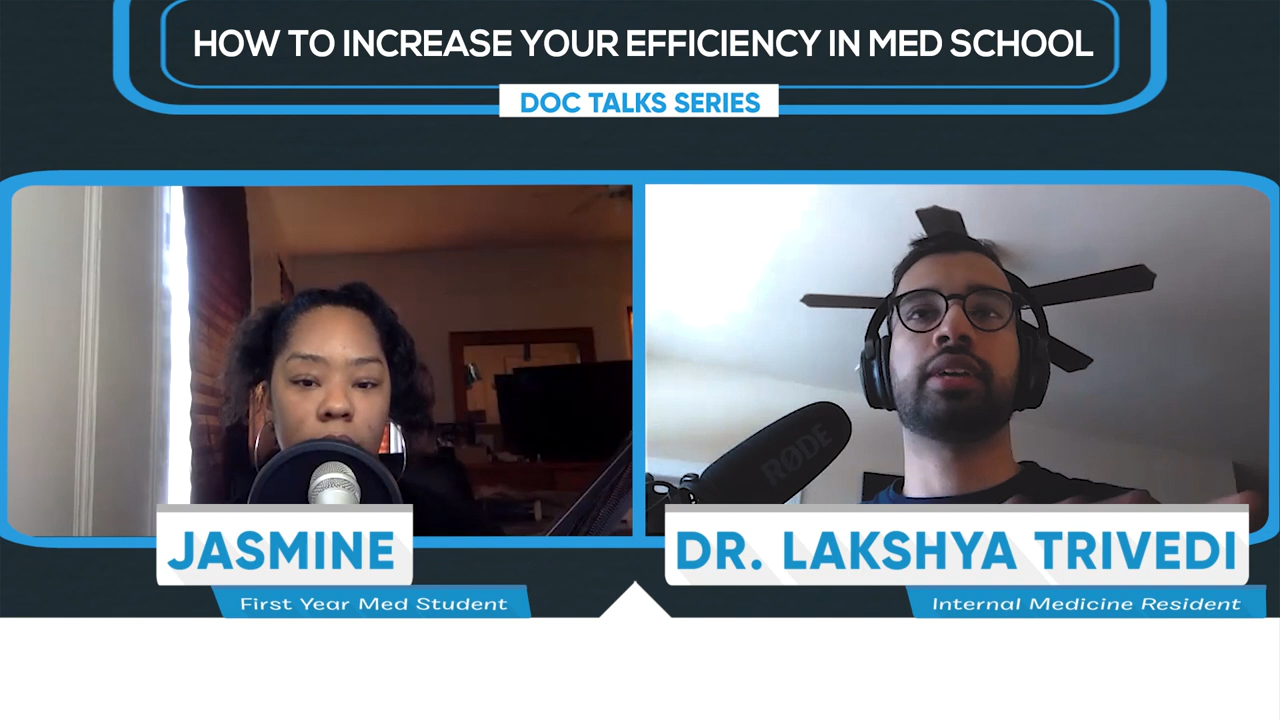 HOW TO INCREASE YOUR EFFICIENCY IN MED SCHOOL
DOC TALKS SERIES
RØDE
JASMINE
First Year Med Student
DR. LAKSHYA TRIVEDI
Internal Medicine Resident